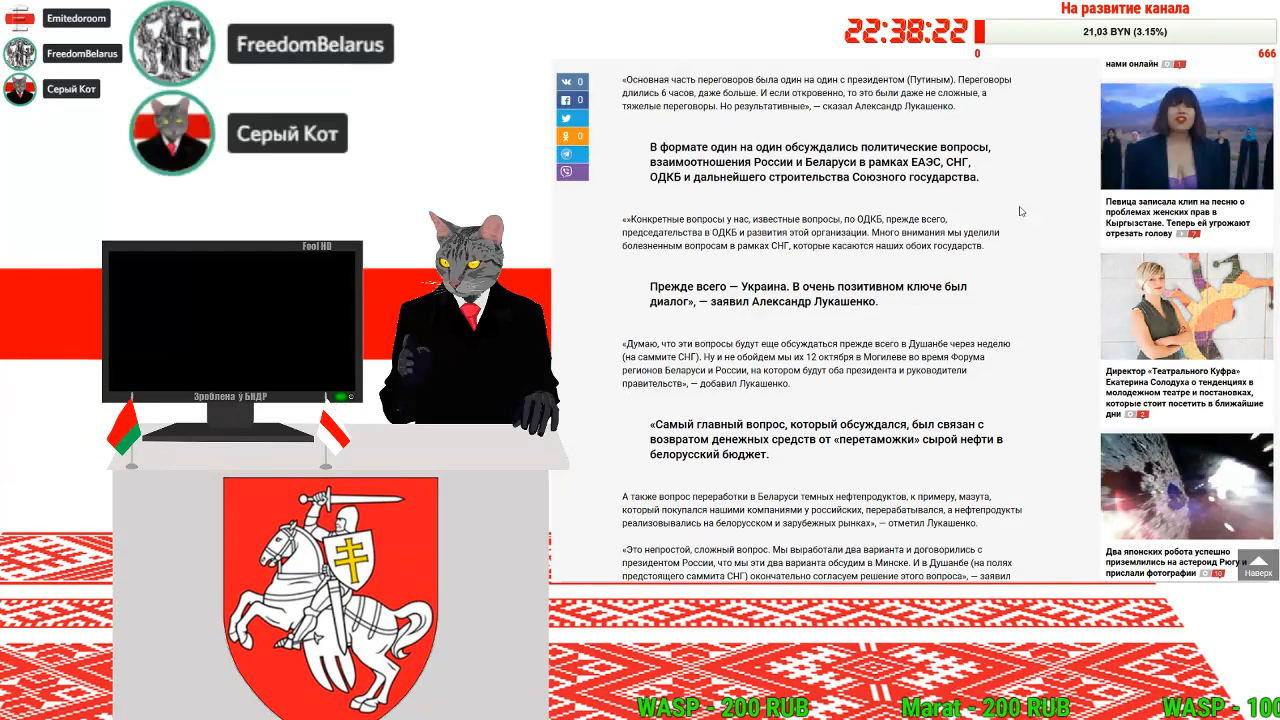 Emitedoroom
FreedomBelarus
Серый Кот
FreedomBelarus
Серый Кот
22:38:22
На развитие канала
21,03 BYN (3.15%)
0
666
0
0
0
«Основная часть переговоров была один на один с президентом (Путиным). Переговоры
длились 6 часов, даже больше. И если откровенно, то это были даже не сложные, а
тяжелые переговоры. Но результативные», — сказал Александр Лукашенко.
В формате один на один обсуждались политические вопросы,
взаимоотношения России и Беларуси в рамках ЕАЭС, СНГ,
ОДКБ и дальнейшего строительства Союзного государства.
«»Конкретные вопросы у нас, известные вопросы, по ОДКБ, прежде всего,
председательства в ОДКБ и развития этой организации. Много внимания мы уделили
болезненным вопросам в рамках СНГ, которые касаются наших обоих государств.
Прежде всего — Украина. В очень позитивном ключе был
диалог», — заявил Александр Лукашенко.
«Думаю, что эти вопросы будут еще обсуждаться прежде всего в Душанбе через неделю
(на саммите СНГ). Ну и не обойдем мы их 12 октября в Могилеве во время Форума
регионов Беларуси и России, на котором будут оба президента и руководители
правительств», — добавил Лукашенко.
«Самый главный вопрос, который обсуждался, был связан с
возвратом денежных средств от «перетаможки» сырой нефти в
белорусский бюджет.
А также вопрос переработки в Беларуси темных нефтепродуктов, к примеру, мазута,
который покупался нашими компаниями у российских, перерабатывался, а нефтепродукты
реализовывались на белорусском и зарубежных рынках», — отметил Лукашенко.
«Это непростой, сложный вопрос. Мы выработали два варианта и договорились с
президентом России, что мы эти два варианта обсудим в Минске. И в Душанбе (на полях
предстоящего саммита СНГ) окончательно согласуем решение этого вопроса», — заявил
нами онлайн 1
Певица записала клип на песню о
проблемах женских прав в
Кыргызстане. Теперь ей угрожают
отрезать голову 7
Директор «Театрального Куфра»
Екатерина Солодуха о тенденциях в
молодежном театре и постановках,
которые стоит посетить в ближайшие
дни 2
Два японских робота успешно
приземлились на астероид Рюгу и
прислали фотографии 10
Наверх
Fool HD
Зроблена ў БНДР
WASP - 200 RUB
Marat - 200 RUB
WASP - 100